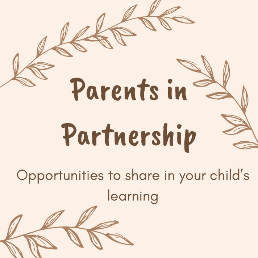 Parents in
Partnership
Opportunities to share in your child's
learning